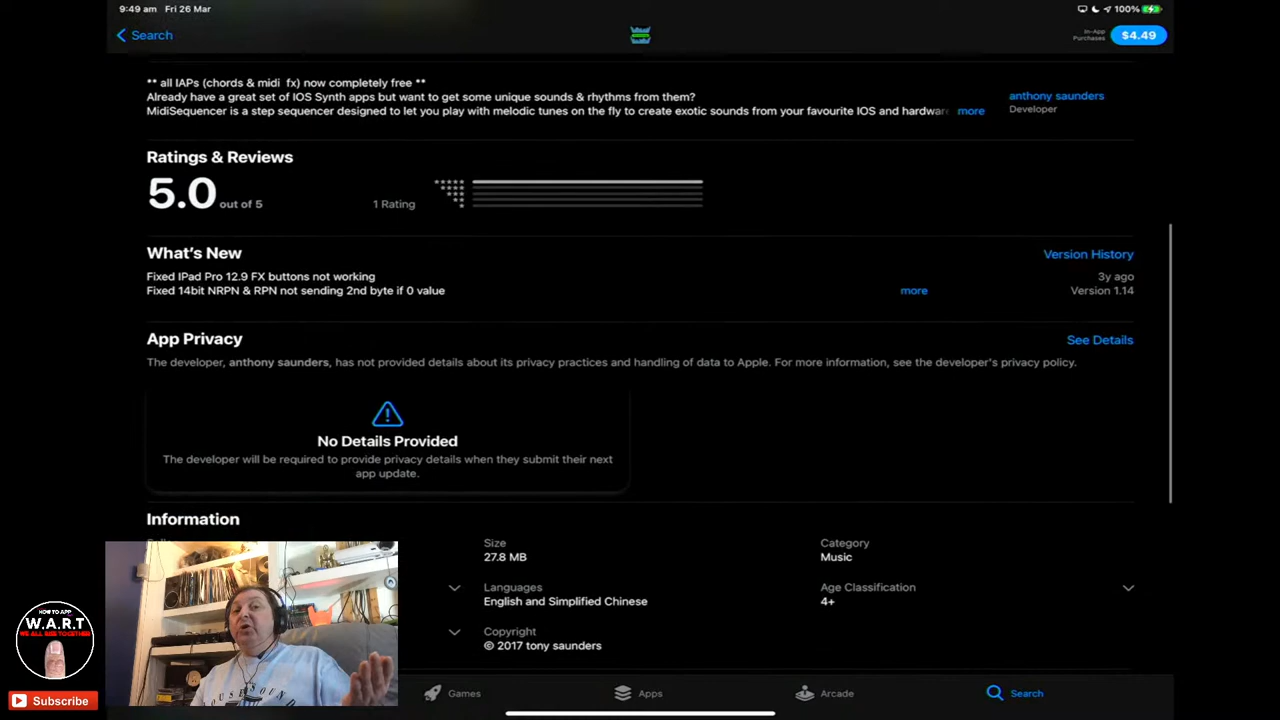 9:49 am Fri 26 Mar
100%
Search
In-App
Purchases
$4.49
** all IAPs (chords & midi fx) now completely free **
Already have a great set of IOS Synth apps but want to get some unique sounds & rhythms from them?
MidiSequencer is a step sequencer designed to let you play with melodic tunes on the fly to create exotic sounds from your favourite IOS and hardware
more
anthony saunders
Developer
Ratings & Reviews
5.0 out of 5
1 Rating
What's New
Version History
Fixed IPad Pro 12.9 FX buttons not working
3y ago
Fixed 14bit NRPN & RPN not sending 2nd byte if 0 value
more
Version 1.14
App Privacy
See Details
The developer, anthony saunders, has not provided details about its privacy practices and handling of data to Apple. For more information, see the developer's privacy policy.
No Details Provided
The developer will be required to provide privacy details when they submit their next
app update.
Information
Size
27.8 MB
Category
Music
Languages
English and Simplified Chinese
Age Classification
4+
Copyright
© 2017 tony saunders
HOW TO APP
W.A.R.T
WE ALL RISE TOGETHER
Subscribe
Games
Apps
Arcade
Search